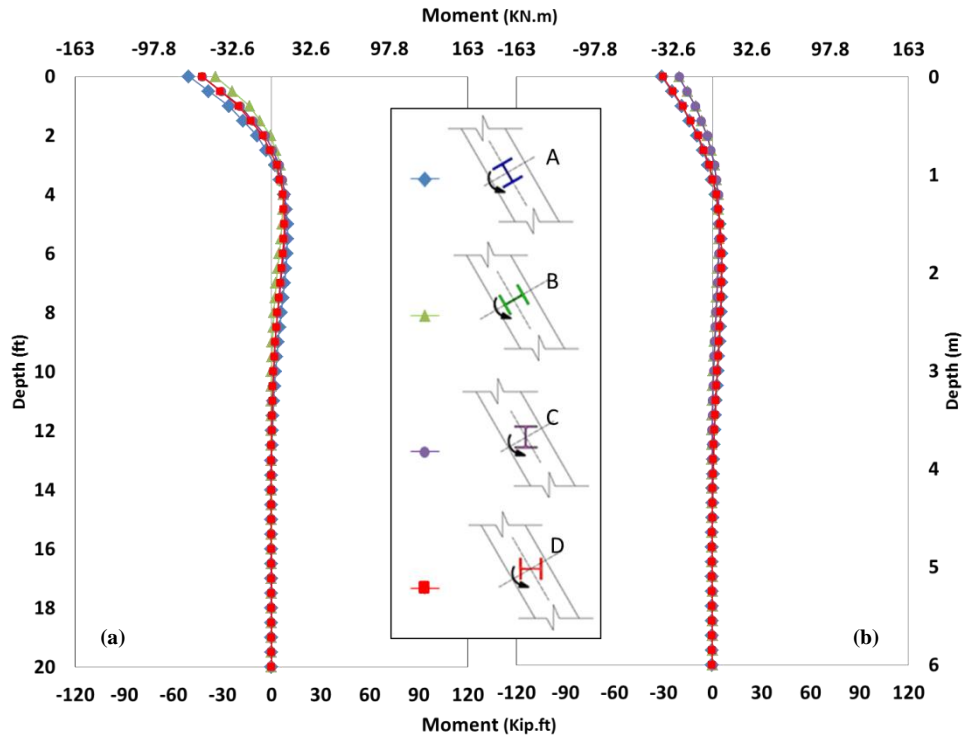 Moment (KN.m)
-163 -97.8 -32.6 32.6 97.8 163 -163 -97.8 -32.6 32.6 97.8 163
Depth (ft)
0
2
4
6
8
10
12
14
16
18
20
A
B
C
D
(a)
(b)
0
1
2
3
4
5
6
Depth (m)
-120 -90 -60 -30 0 30 60 90 120 -120 -90 -60 -30 0 30 60 90 120
Moment (Kip.ft)